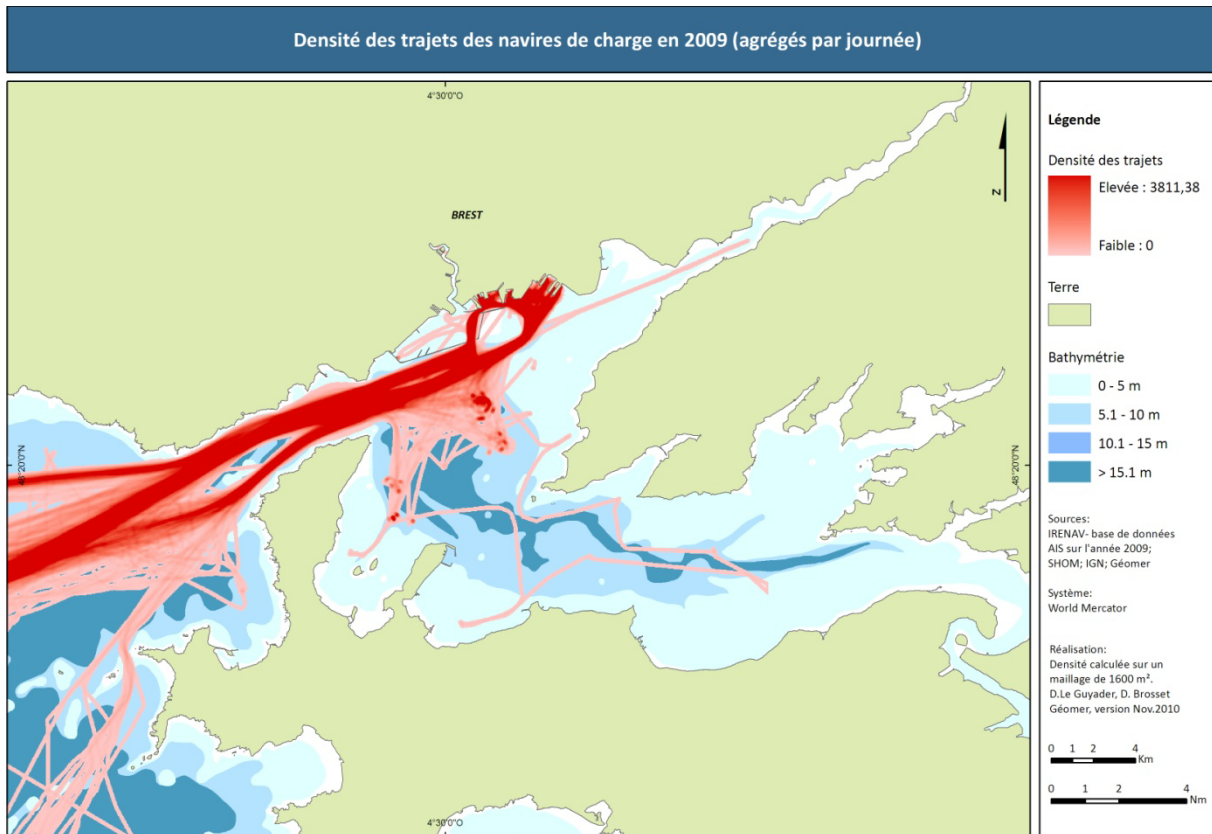 Densité des trajets des navires de charge en 2009 (agrégés par journée)
4°30'0"O
BREST
48°20'0"N
48°20'0"N
4°30'0"O
N
Légende
Densité des trajets
Elevée : 3811,38
Faible : 0
Terre
Bathymétrie
0 - 5 m
5.1 - 10 m
10.1 - 15 m
> 15.1 m
Sources:
IRENAV- base de données
AIS sur l'année 2009;
SHOM; IGN; Géomer
Système:
World Mercator
Réalisation:
Densité calculée sur un
maillage de 1600 m².
D.Le Guyader, D. Brosset
Géomer, version Nov.2010
0 1 2 4
Km
0 1 2 4
Nm